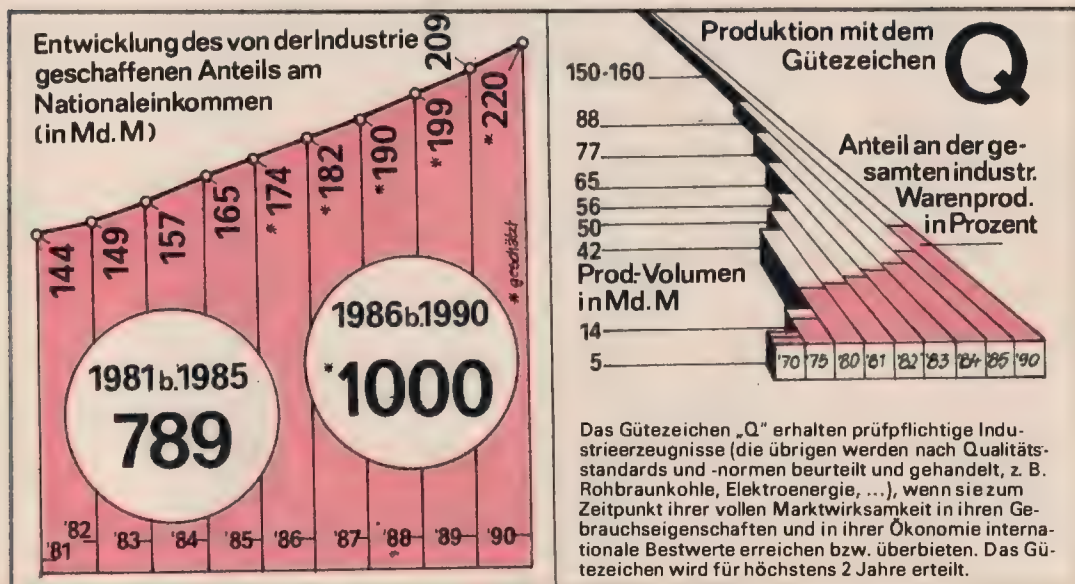 Entwicklung des von der Industrie
geschaffenen Anteils am
Nationaleinkommen
(in Md. M)
144
149
157
165
*174
*182
*190
*199
209
*220
* geschätzt
1981 b. 1985
789
1986 b. 1990
*1000
'81
'82
'83
'84
'85
'86
'87
'88
'89
'90
Produktion mit dem
Gütezeichen Q
150-160
88
77
65
56
50
42
14
5
Prod.-Volumen
in Md. M
Anteil an der ge-
samten industr.
Warenprod.
in Prozent
'70 '75 '80 '81 '82 '83 '84 '85 '90
Das Gütezeichen „Q“ erhalten prüfpflichtige Indu-
strieerzeugnisse (die übrigen werden nach Qualitäts-
standards und -normen beurteilt und gehandelt, z. B.
Rohbraunkohle, Elektroenergie, ...), wenn sie zum
Zeitpunkt ihrer vollen Marktwirksamkeit in ihren Ge-
brauchseigenschaften und in ihrer Ökonomie interna-
tionale Bestwerte erreichen bzw. überbieten. Das Gü-
tezeichen wird für höchstens 2 Jahre erteilt.